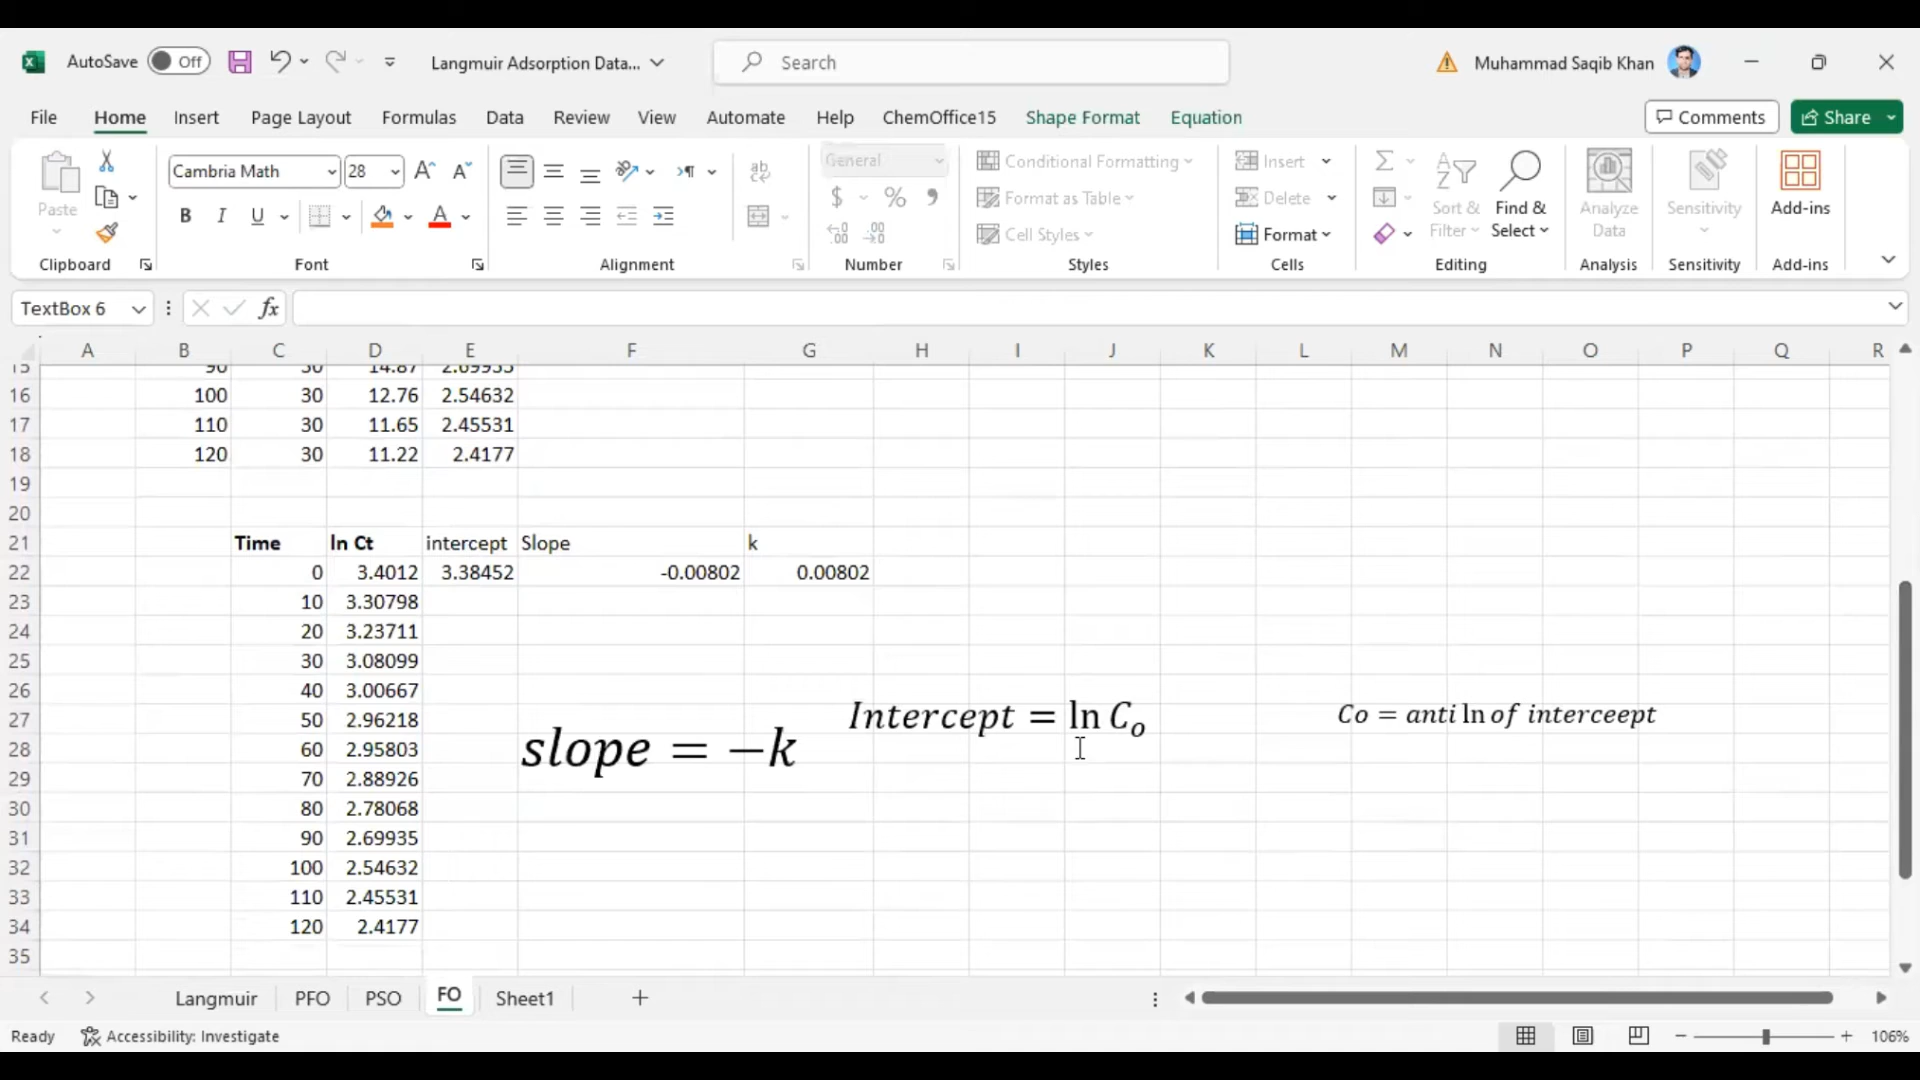 AutoSave Off Langmuir Adsorption Data... Search Muhammad Saqib Khan
File Home Insert Page Layout Formulas Data Review View Automate Help ChemOffice15 Shape Format Equation Comments Share
Cambria Math 28 General Conditional Formatting Insert
Paste Format as Table Delete Sort & Find & Analyze Sensitivity Add-ins
B I U $ % Cell Styles Format Filter Select Data
Clipboard Font Alignment Number Styles Cells Editing Analysis Sensitivity Add-ins
TextBox 6 fx
A B C D E F G H I J K L M N O P Q R
15 90 30 14.87 2.69935
16 100 30 12.76 2.54632
17 110 30 11.65 2.45531
18 120 30 11.22 2.4177
19
20
21 Time ln Ct intercept Slope k
22 0 3.4012 3.38452 -0.00802 0.00802
23 10 3.30798
24 20 3.23711
25 30 3.08099
26 40 3.00667
27 50 2.96218 Intercept = ln Co Co = anti ln of interceept
28 60 2.95803 slope = −k
29 70 2.88926
30 80 2.78068
31 90 2.69935
32 100 2.54632
33 110 2.45531
34 120 2.4177
35
Langmuir PFO PSO FO Sheet1
Ready Accessibility: Investigate 106%